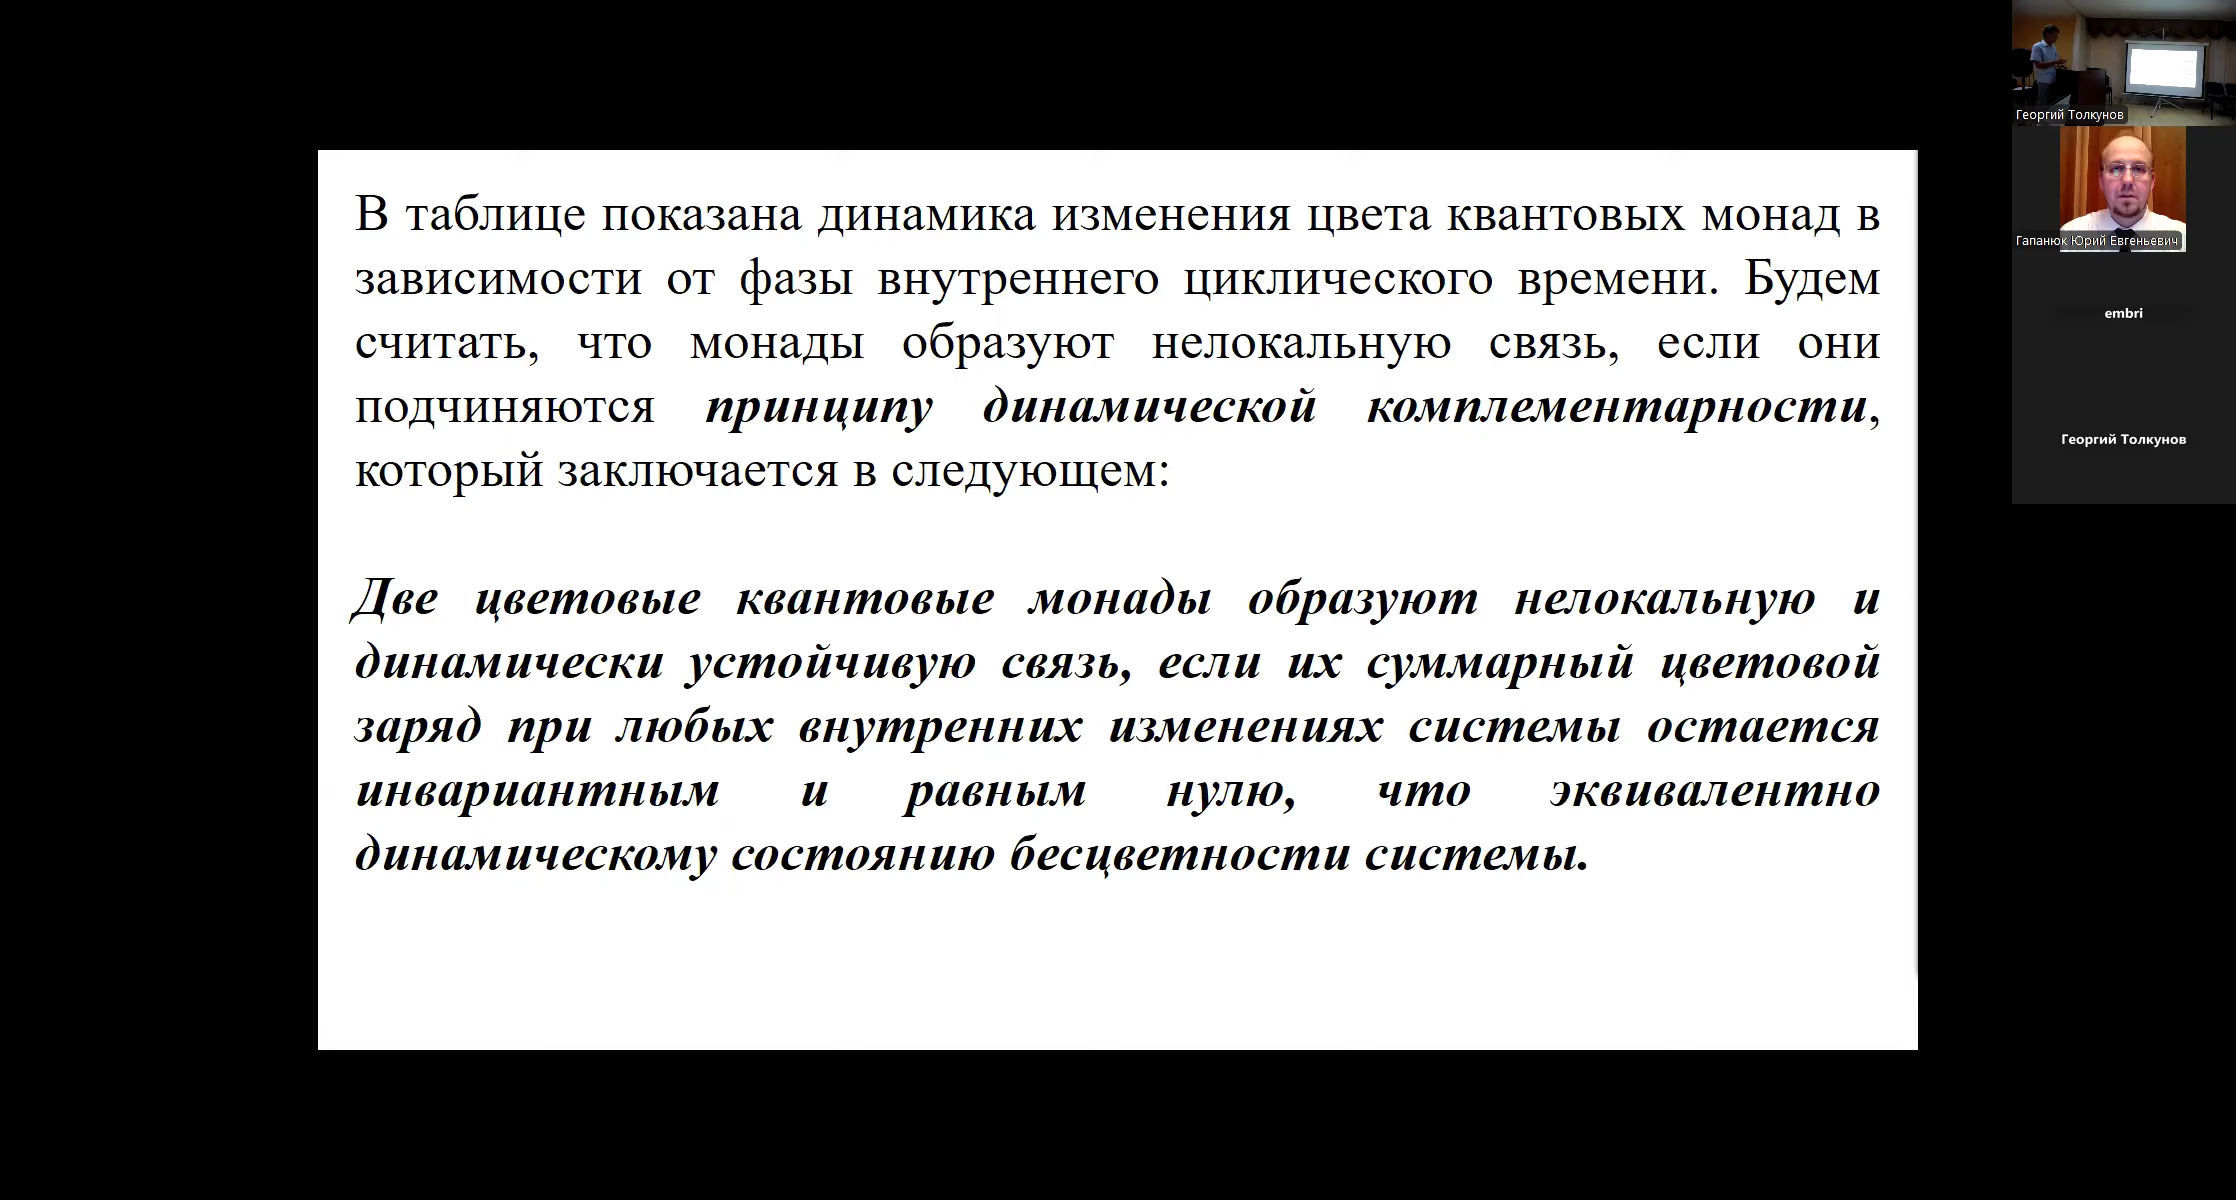 В таблице показана динамика изменения цвета квантовых монад в
зависимости от фазы внутреннего циклического времени. Будем
считать, что монады образуют нелокальную связь, если они
подчиняются принципу динамической комплементарности,
который заключается в следующем:
Две цветовые квантовые монады образуют нелокальную и
динамически устойчивую связь, если их суммарный цветовой
заряд при любых внутренних изменениях системы остается
инвариантным и равным нулю, что эквивалентно
динамическому состоянию бесцветности системы.
Георгий Толкунов
Гапанюк Юрий Евгеньевич
embri
Георгий Толкунов